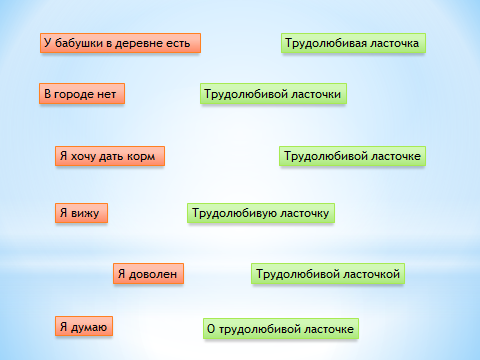 У бабушки в деревне есть Трудолюбивая ласточка
В городе нет Трудолюбивой ласточки
Я хочу дать корм Трудолюбивой ласточке
Я вижу Трудолюбивую ласточку
Я доволен Трудолюбивой ласточкой
Я думаю О трудолюбивой ласточке